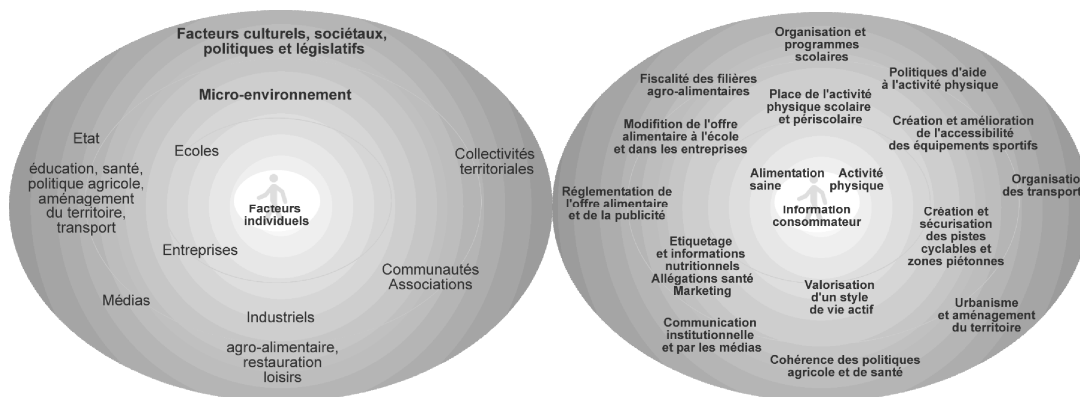 Facteurs culturels, sociétaux,
politiques et législatifs
Micro-environnement
Etat
éducation, santé,
politique agricole,
aménagement
du territoire,
transport
Ecoles
Collectivités
territoriales
Facteurs
individuels
Entreprises
Médias
Communautés
Associations
Industriels
agro-alimentaire,
restauration
loisirs
Organisation et
programmes
scolaires
Fiscalité des filières
agro-alimentaires
Politiques d'aide
à l'activité physique
Place de l'activité
physique scolaire
et périscolaire
Modifition de l'offre
alimentaire à l'école
et dans les entreprises
Création et amélioration
de l'accessibilité
des équipements sportifs
Alimentation
saine
Activité
physique
Information
consommateur
Réglementation de
l'offre alimentaire
et de la publicité
Organisatio
des transport
Création et
sécurisation
des pistes
cyclables et
zones piétonnes
Etiquetage
et informations
nutritionnels
Allégations santé
Marketing
Valorisation
d'un style
de vie actif
Urbanisme
et aménagement
du territoire
Communication
institutionnelle
et par les médias
Cohérence des politiques
agricole et de santé